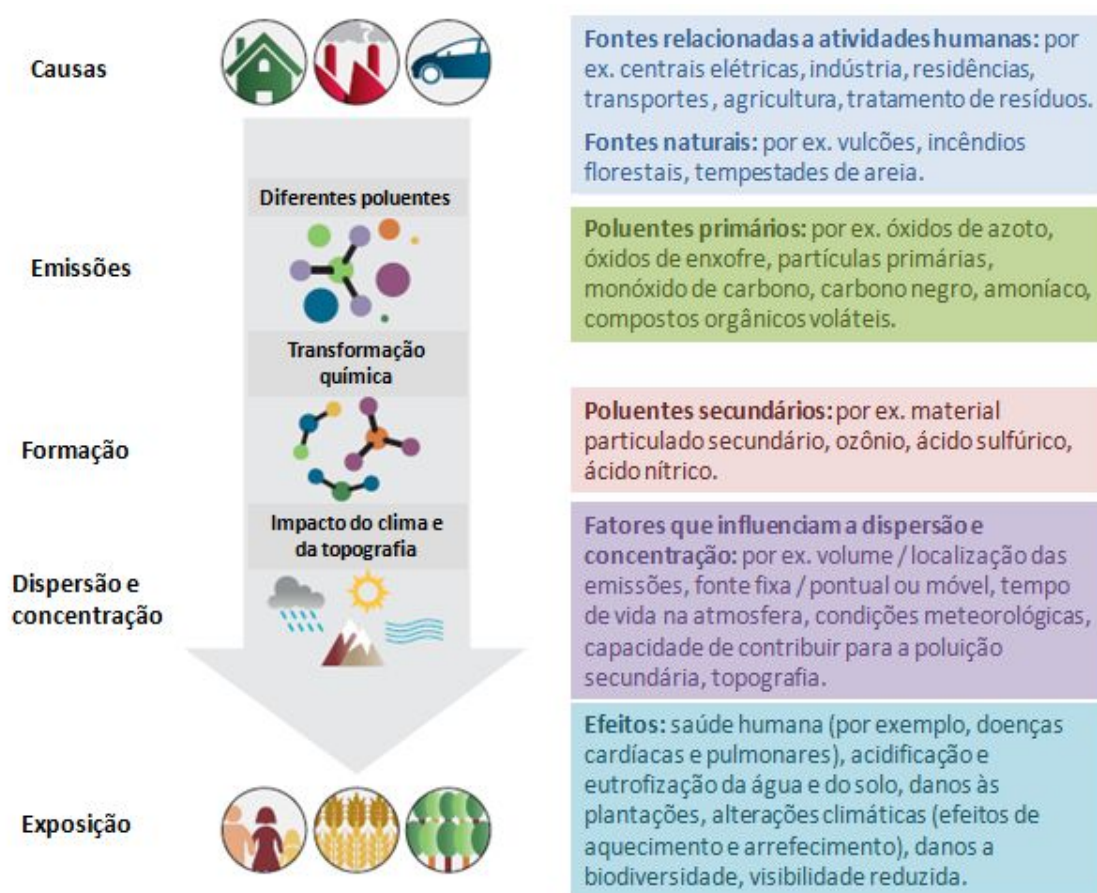 Causas
Fontes relacionadas a atividades humanas: por
ex. centrais elétricas, indústria, residências,
transportes, agricultura, tratamento de resíduos.
Fontes naturais: por ex. vulcões, incêndios
florestais, tempestades de areia.
Diferentes poluentes
Emissões
Poluentes primários: por ex. óxidos de azoto,
óxidos de enxofre, partículas primárias,
monóxido de carbono, carbono negro, amoníaco,
compostos orgânicos voláteis.
Transformação
química
Formação
Poluentes secundários: por ex. material
particulado secundário, ozônio, ácido sulfúrico,
ácido nítrico.
Impacto do clima e
da topografia
Dispersão e
concentração
Fatores que influenciam a dispersão e
concentração: por ex. volume / localização das
emissões, fonte fixa / pontual ou móvel, tempo
de vida na atmosfera, condições meteorológicas,
capacidade de contribuir para a poluição
secundária, topografia.
Exposição
Efeitos: saúde humana (por exemplo, doenças
cardíacas e pulmonares), acidificação e
eutrofização da água e do solo, danos às
plantações, alterações climáticas (efeitos de
aquecimento e arrefecimento), danos a
biodiversidade, visibilidade reduzida.